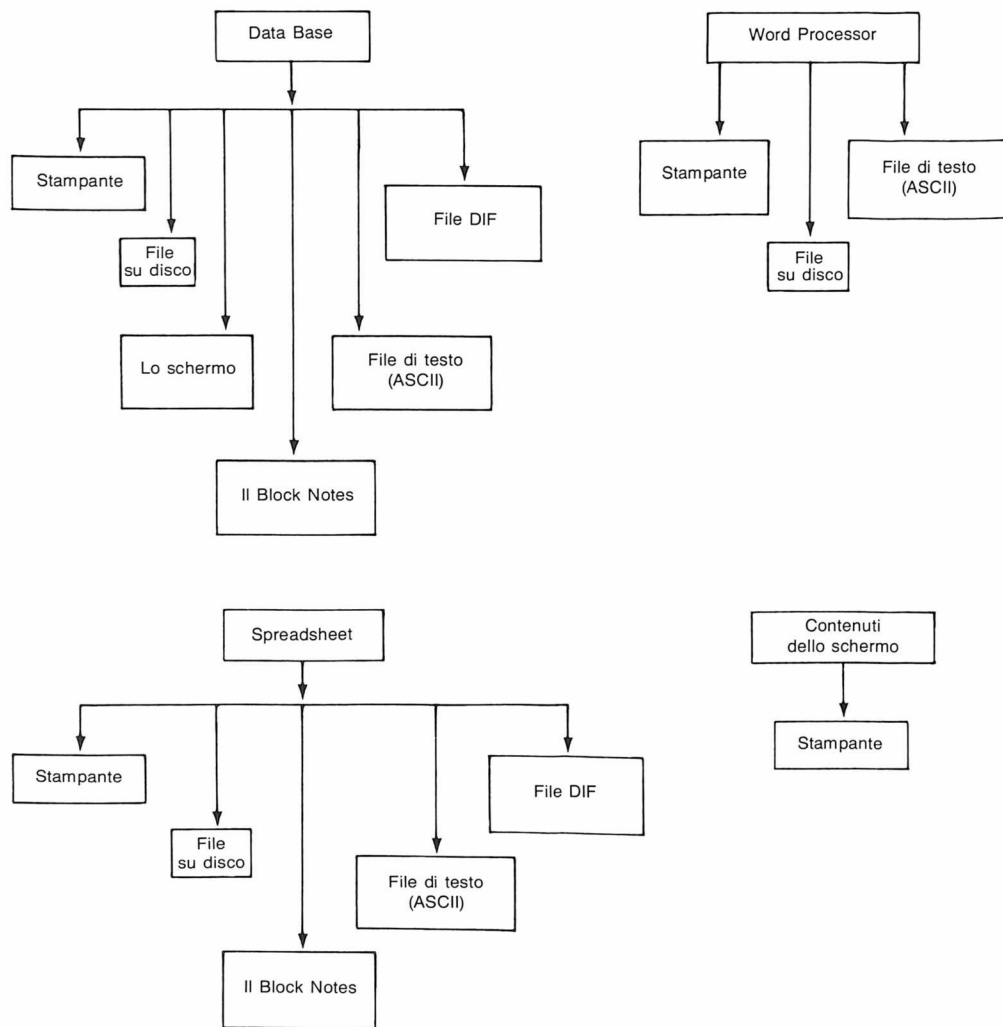 Data Base
Stampante
File
su disco
Lo schermo
Il Block Notes
File di testo
(ASCII)
File DIF
Word Processor
Stampante
File
su disco
File di testo
(ASCII)
Spreadsheet
Stampante
File
su disco
Il Block Notes
File di testo
(ASCII)
File DIF
Contenuti
dello schermo
Stampante